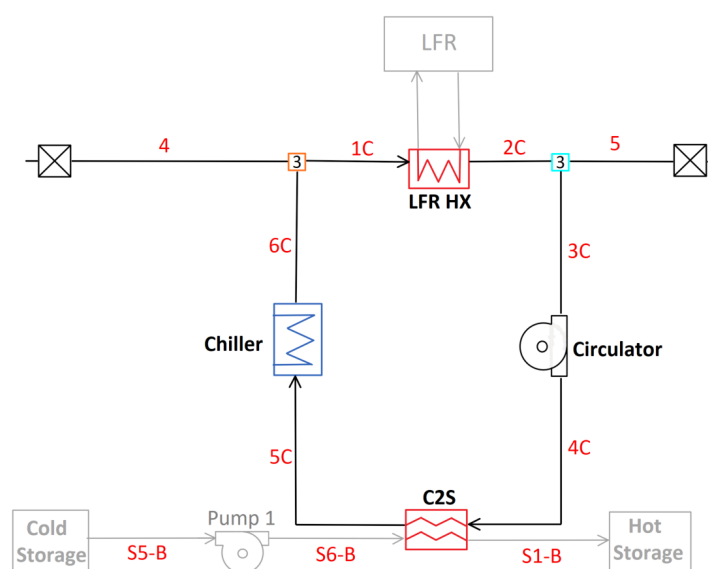 LFR
4
3
1C
2C
3
5
LFR HX
6C
3C
Chiller
Circulator
5C
4C
C2S
Cold
Storage
Pump 1
Hot
Storage
S5-B
S6-B
S1-B